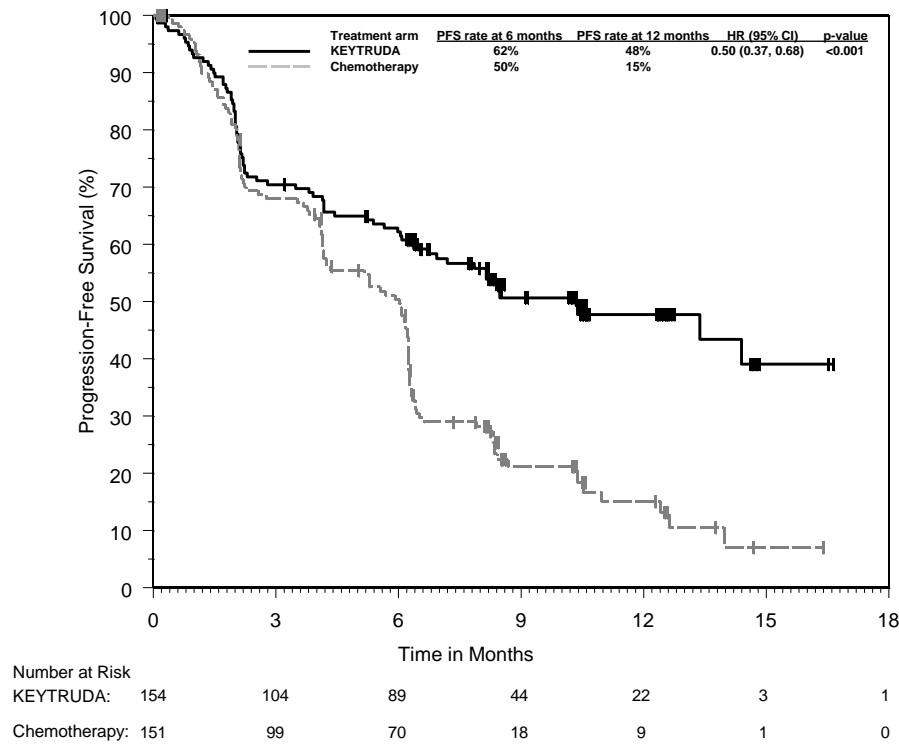 Treatment arm PFS rate at 6 months PFS rate at 12 months HR (95% CI) p-value
KEYTRUDA 62% 48% 0.50 (0.37, 0.68) <0.001
Chemotherapy 50% 15%
100
90
80
70
60
50
40
30
20
10
0
Progression-Free Survival (%)
0 3 6 9 12 15 18
Time in Months
Number at Risk
KEYTRUDA: 154 104 89 44 22 3 1
Chemotherapy: 151 99 70 18 9 1 0